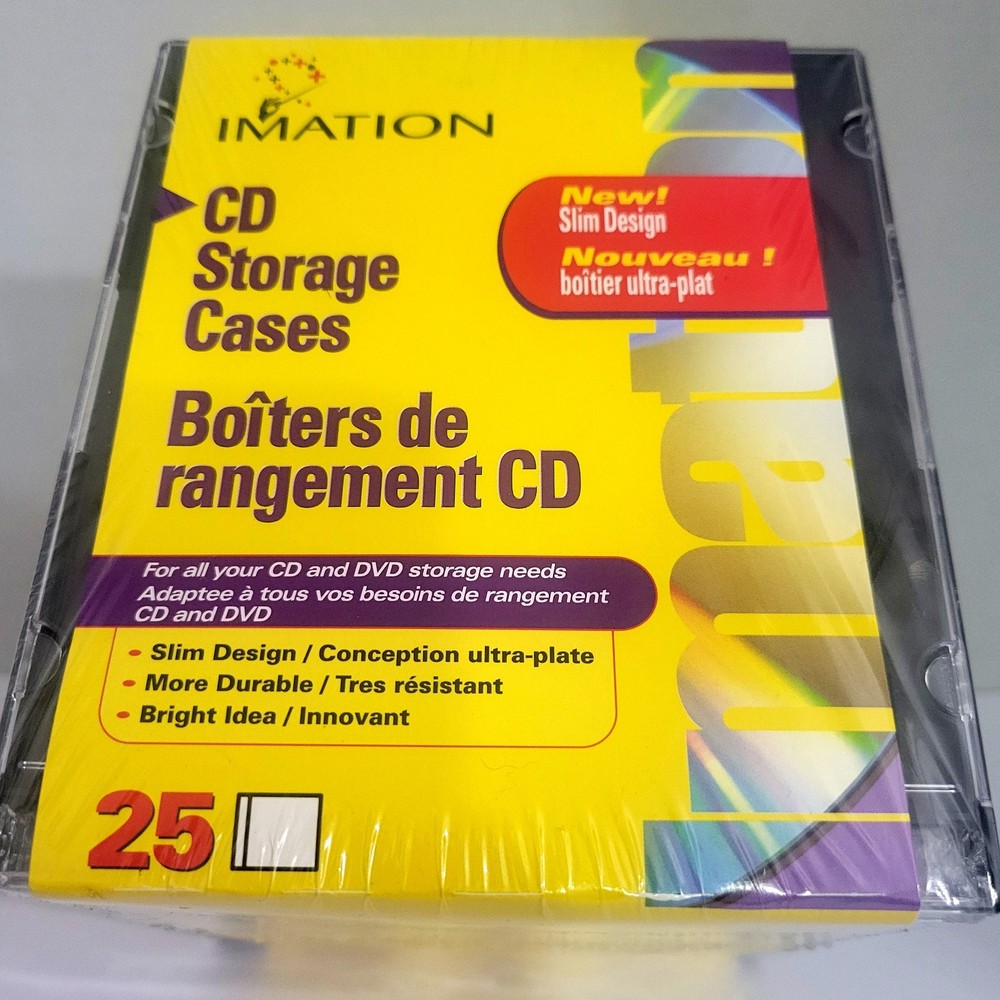 IMATION
CD
Storage
Cases
New!
Slim Design
Nouveau !
boîtier ultra-plat
Boîters de
rangement CD
For all your CD and DVD storage needs
Adaptee à tous vos besoins de rangement
CD and DVD
• Slim Design / Conception ultra-plate
• More Durable / Tres résistant
• Bright Idea / Innovant
25
imation